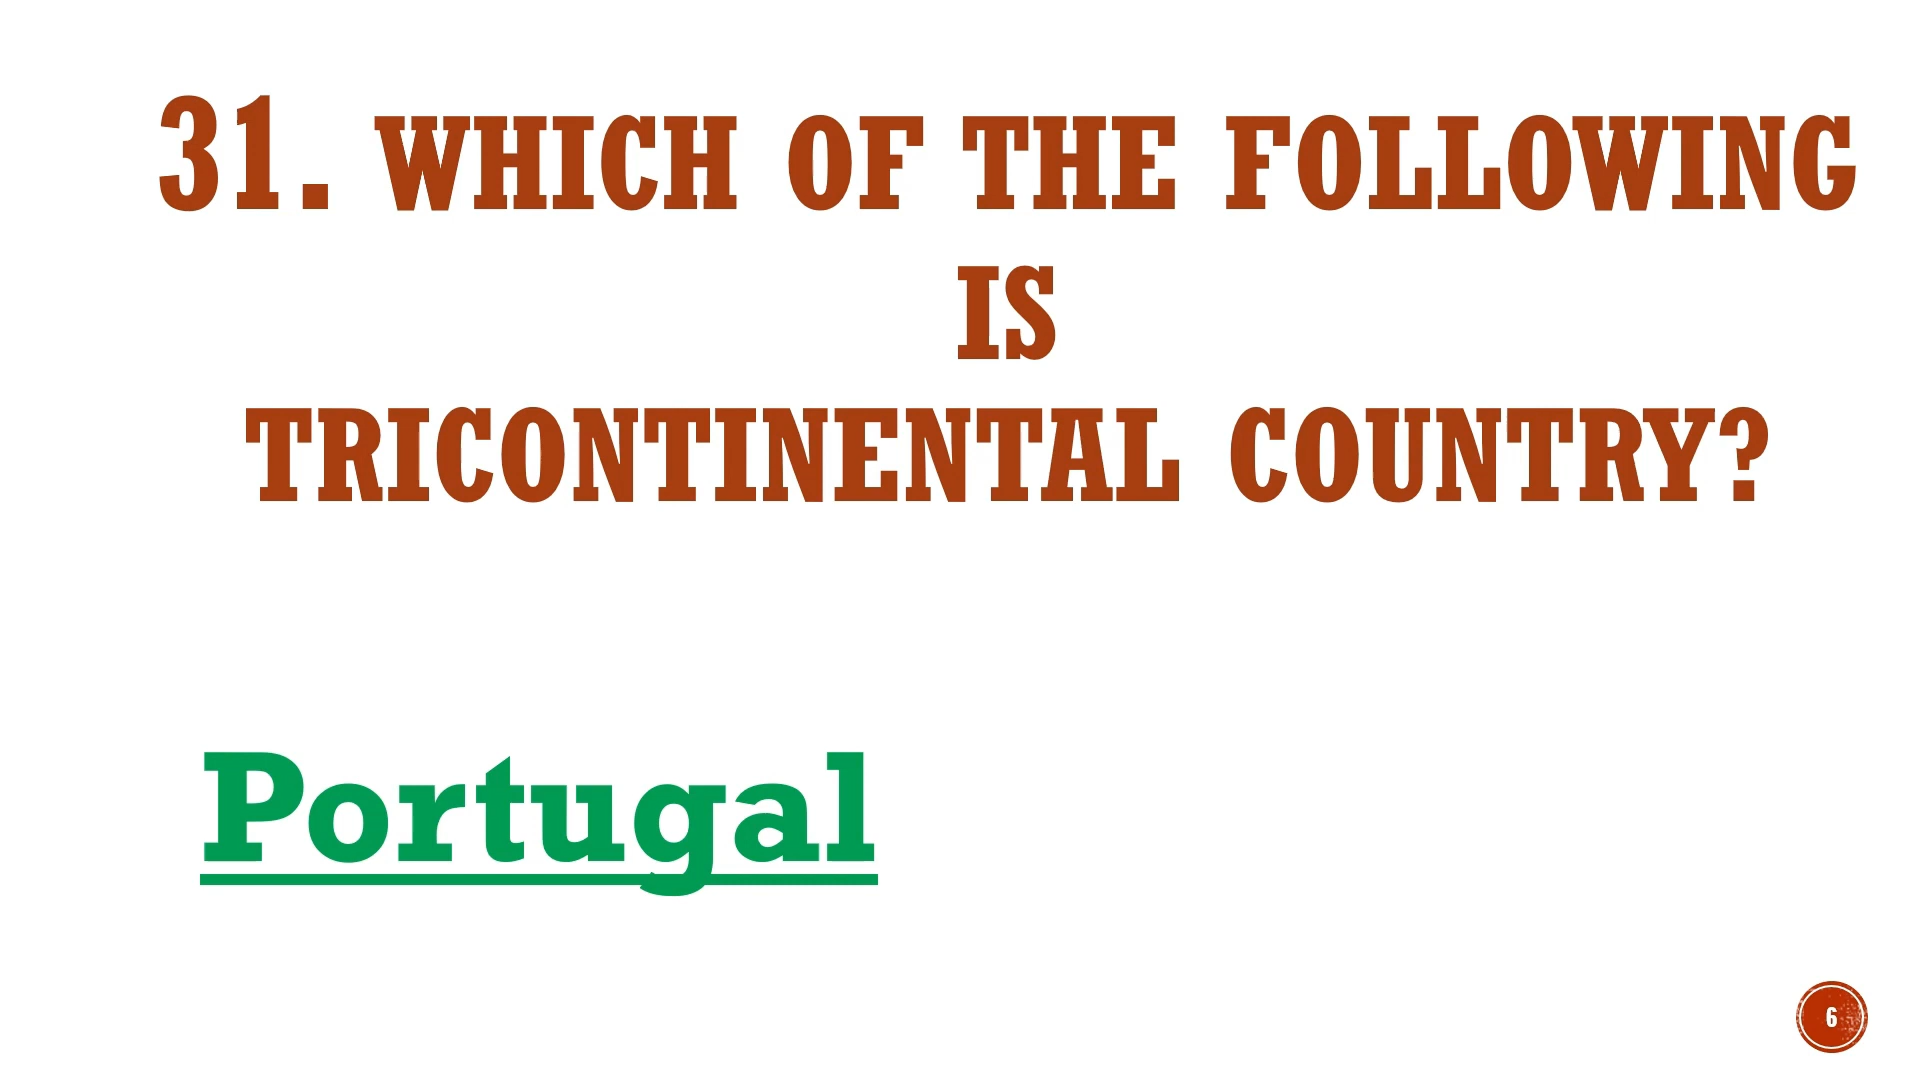 31. WHICH OF THE FOLLOWING
IS
TRICONTINENTAL COUNTRY?
Portugal
6